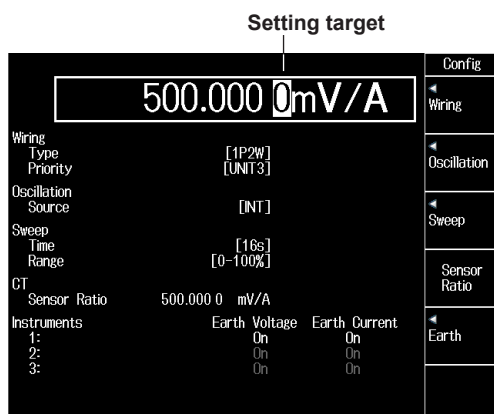 Setting target
Config
500.000 0mV/A
Wiring
Wiring
Type [1P2W]
Priority [UNIT3]
Oscillation
Oscillation
Source [INT]
Sweep
Sweep
Time [16s]
Range [0-100%]
Sensor
Ratio
CT
Sensor Ratio 500.000 0 mV/A
Instruments Earth Voltage Earth Current
Earth
1: On On
2: On On
3: On On